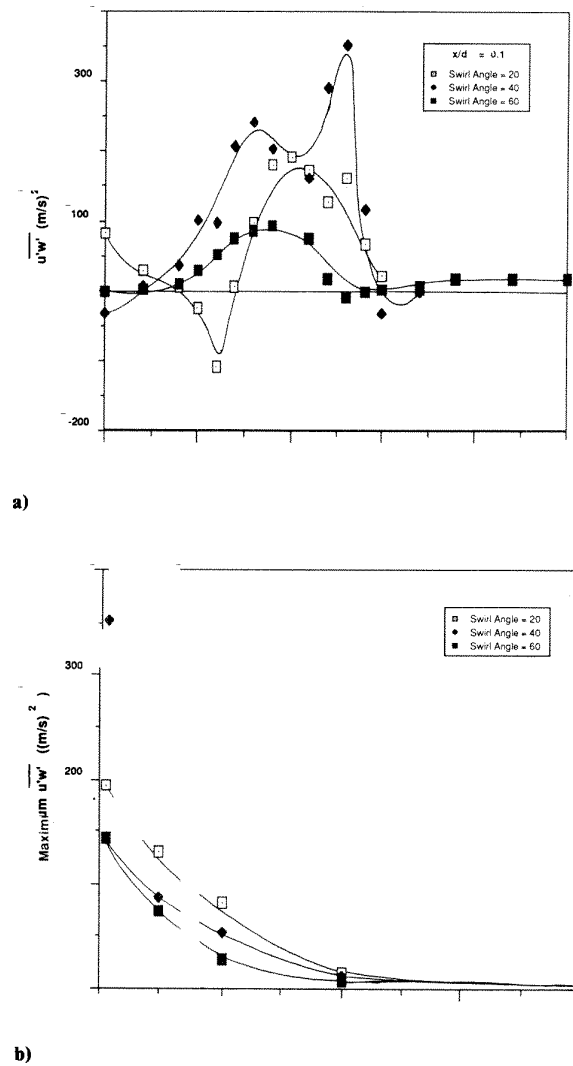 300
x/d = 0.1
Swirl Angle = 20
Swirl Angle = 40
Swirl Angle = 60
u'w' (m/s)²
100
-200
a)
Swirl Angle = 20
Swirl Angle = 40
Swirl Angle = 60
300
Maximum u'w' ((m/s) 2 )
200
b)